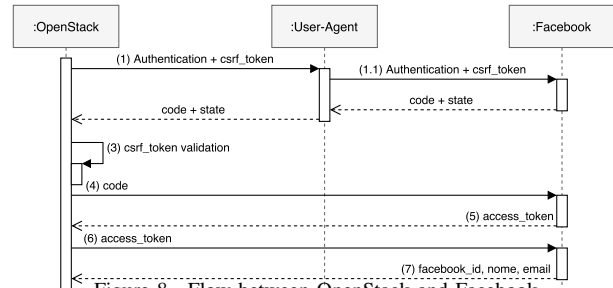 :OpenStack
:User-Agent
:Facebook
(1) Authentication + csrf_token
(1.1) Authentication + csrf_token
code + state
code + state
(3) csrf_token validation
(4) code
(5) access_token
(6) access_token
(7) facebook_id, nome, email
Figure 8. Flow between OpenStack and Facebook